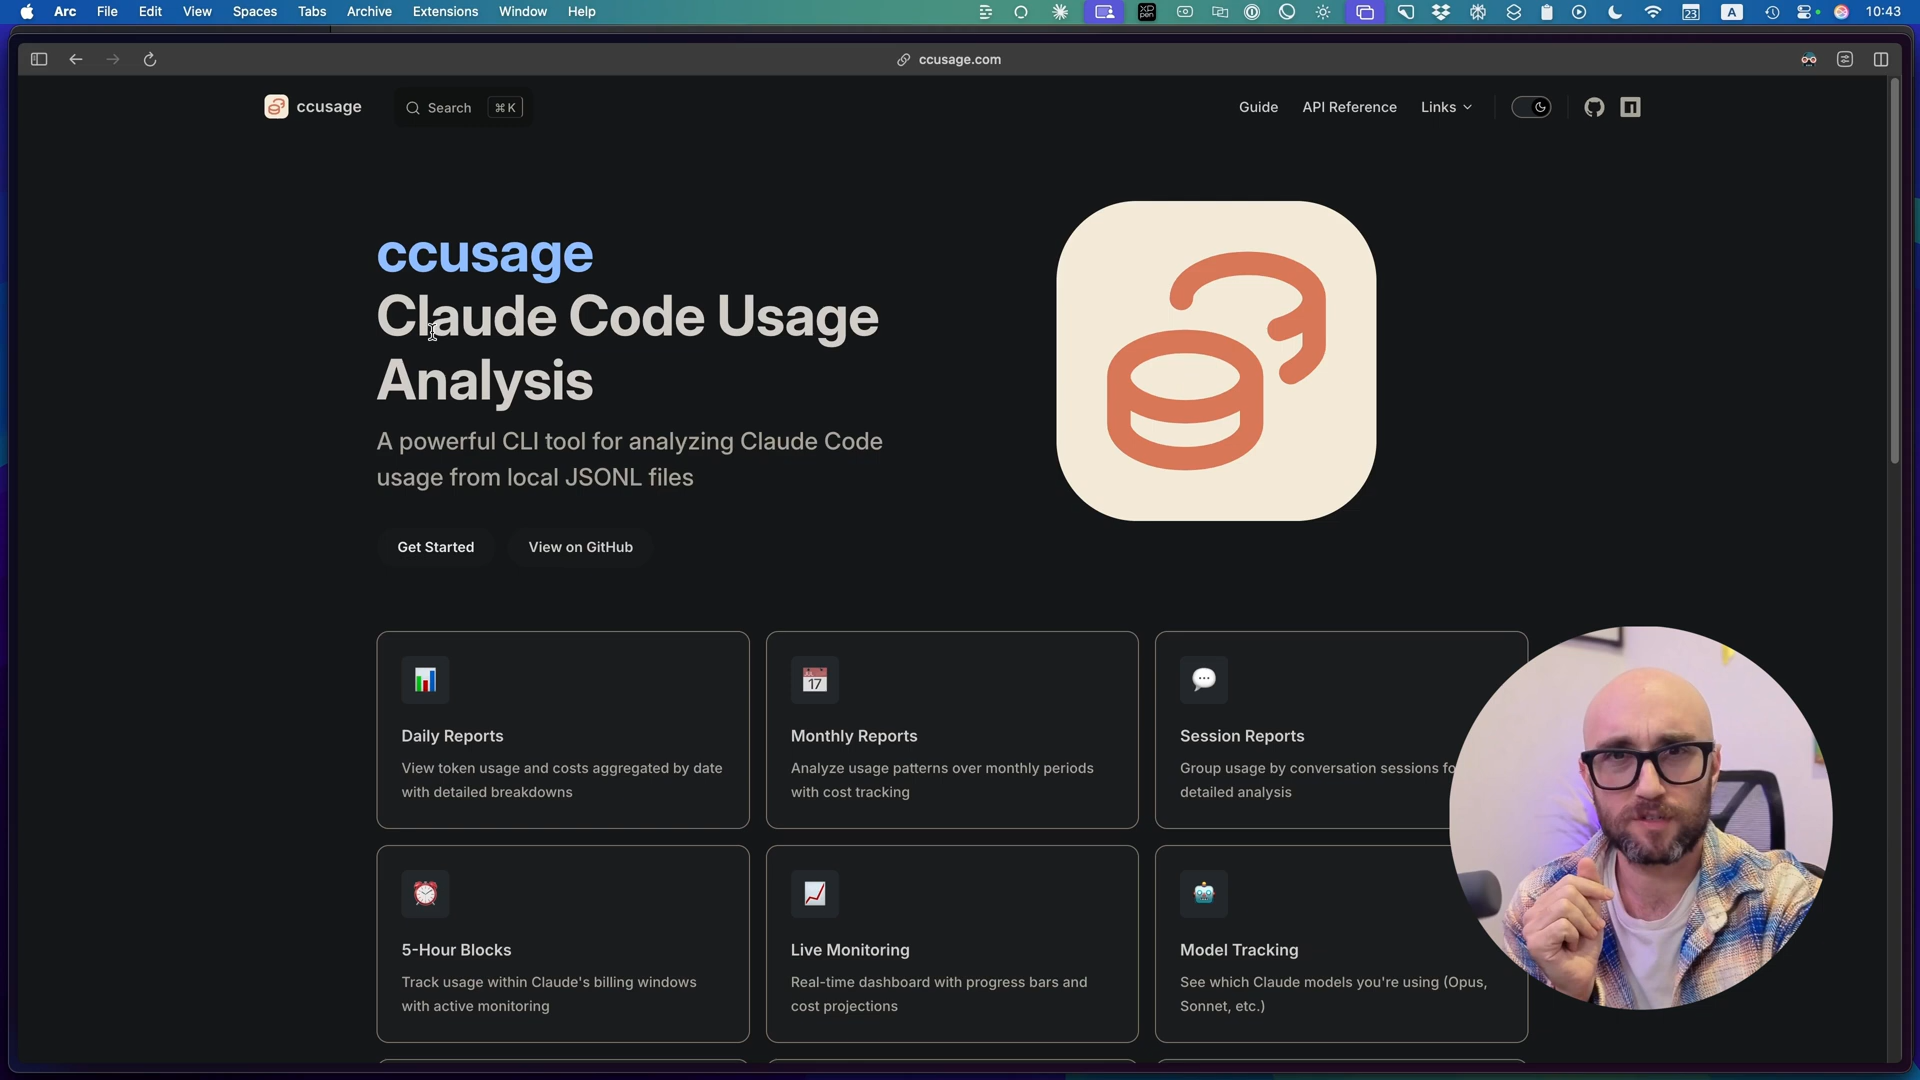 Arc File Edit View Spaces Tabs Archive Extensions Window Help
XP
PEN
23
A
10:43
ccusage.com
ccusage
Search ⌘K
Guide API Reference Links
ccusage
Claude Code Usage
Analysis
A powerful CLI tool for analyzing Claude Code
usage from local JSONL files
Get Started View on GitHub
17
Daily Reports
View token usage and costs aggregated by date
with detailed breakdowns
Monthly Reports
Analyze usage patterns over monthly periods
with cost tracking
Session Reports
Group usage by conversation sessions fo
detailed analysis
5-Hour Blocks
Track usage within Claude's billing windows
with active monitoring
Live Monitoring
Real-time dashboard with progress bars and
cost projections
Model Tracking
See which Claude models you're using (Opus,
Sonnet, etc.)